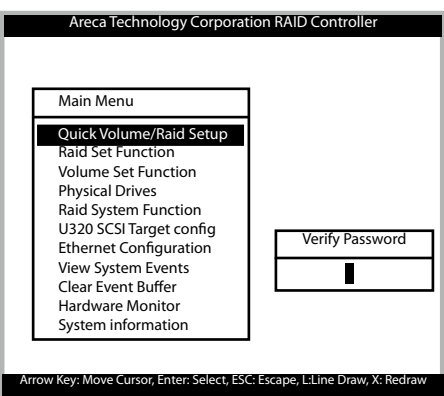 Areca Technology Corporation RAID Controller
Main Menu
Quick Volume/Raid Setup
Raid Set Function
Volume Set Function
Physical Drives
Raid System Function
U320 SCSI Target config
Ethernet Configuration
View System Events
Clear Event Buffer
Hardware Monitor
System information
Verify Password
Arrow Key: Move Cursor, Enter: Select, ESC: Escape, L:Line Draw, X: Redraw